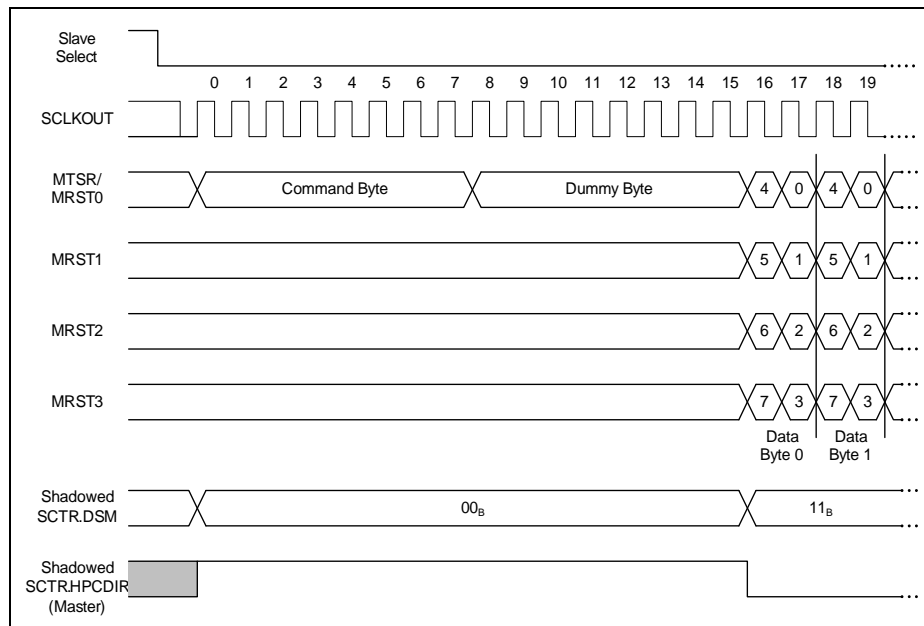 Slave
Select
0 1 2 3 4 5 6 7 8 9 10 11 12 13 14 15 16 17 18 19
SCLKOUT
MTSR/
MRST0
Command Byte
Dummy Byte
4 0 4 0
MRST1
5 1 5 1
MRST2
6 2 6 2
MRST3
7 3 7 3
Data
Byte 0
Data
Byte 1
Shadowed
SCTR.DSM
00B
11B
Shadowed
SCTR.HPCDIR
(Master)